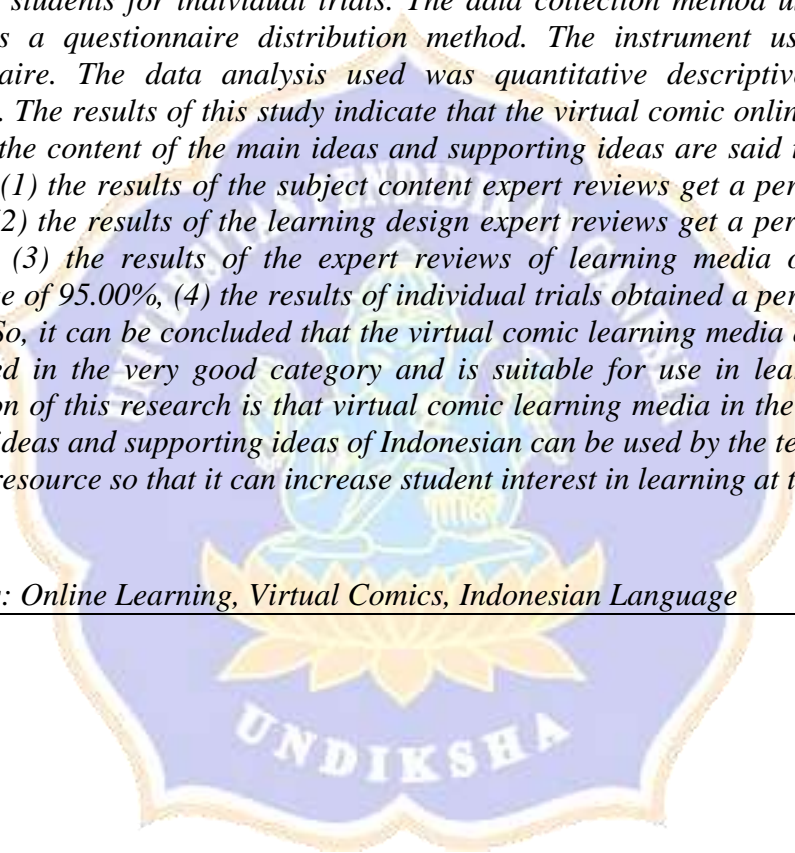 students for individual trials. The data collection method u
s a questionnaire distribution method. The instrument us
aire. The data analysis used was quantitative descriptive
. The results of this study indicate that the virtual comic onlin
the content of the main ideas and supporting ideas are said t
(1) the results of the subject content expert reviews get a per
(2) the results of the learning design expert reviews get a per
(3) the results of the expert reviews of learning media o
e of 95.00%, (4) the results of individual trials obtained a per
So, it can be concluded that the virtual comic learning media
ed in the very good category and is suitable for use in lear
on of this research is that virtual comic learning media in the
ideas and supporting ideas of Indonesian can be used by the te
resource so that it can increase student interest in learning at t
: Online Learning, Virtual Comics, Indonesian Language
UNIVERSITAS PENDIDIKAN GANESHA
UNDIKSHA